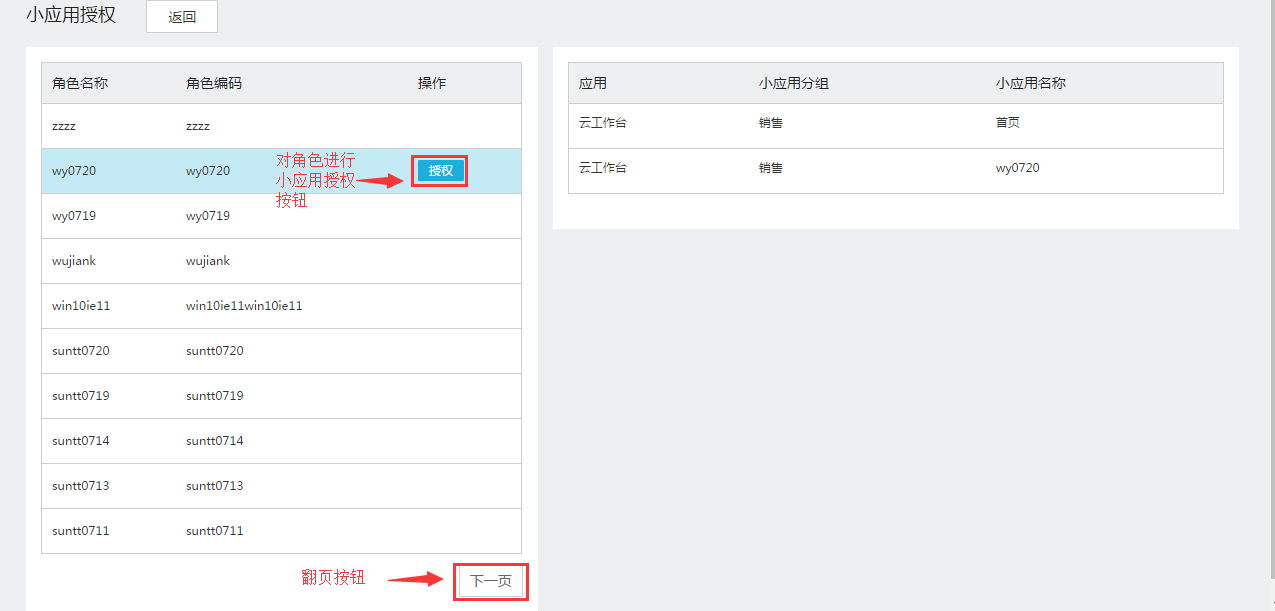 小应用授权 返回
角色名称 角色编码 操作
zzzz zzzz
wy0720 wy0720 授权
对角色进行
小应用授权
按钮
wy0719 wy0719
wujiank wujiank
win10ie11 win10ie11win10ie11
suntt0720 suntt0720
suntt0719 suntt0719
suntt0714 suntt0714
suntt0713 suntt0713
suntt0711 suntt0711
翻页按钮 下一页
应用 小应用分组 小应用名称
云工作台 销售 首页
云工作台 销售 wy0720